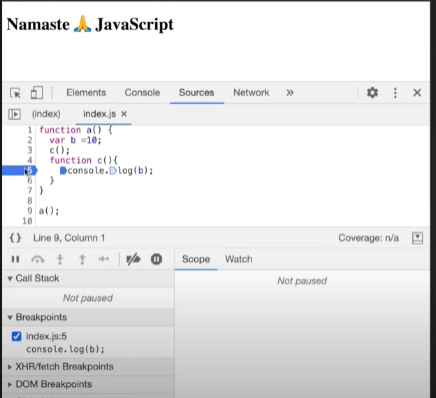 Namaste 🙏 JavaScript
Elements Console Sources Network »
(index) index.js ×
1 function a() {
2 var b =10;
3 c();
4 function c(){
5 console.log(b);
6 }
7 }
8
9 a();
10
{} Line 9, Column 1 Coverage: n/a
Scope Watch
▾ Call Stack
Not paused
Not paused
▾ Breakpoints
index.js:5
console.log(b);
▸ XHR/fetch Breakpoints
▸ DOM Breakpoints